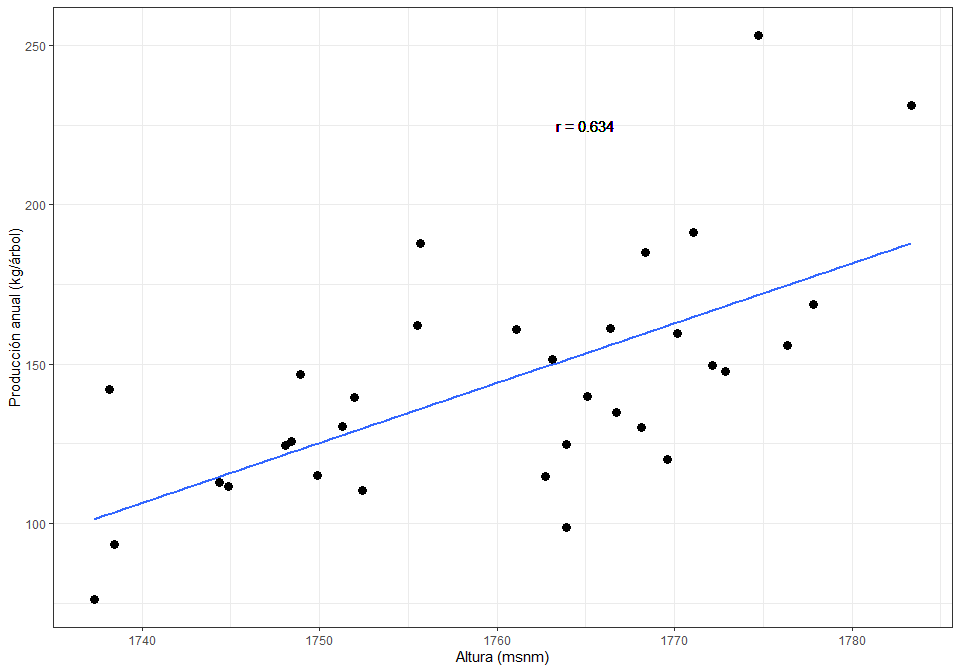 250
r = 0.634
200
150
100
Producción anual (kg/árbol)
1740 1750 1760 1770 1780
Altura (msnm)